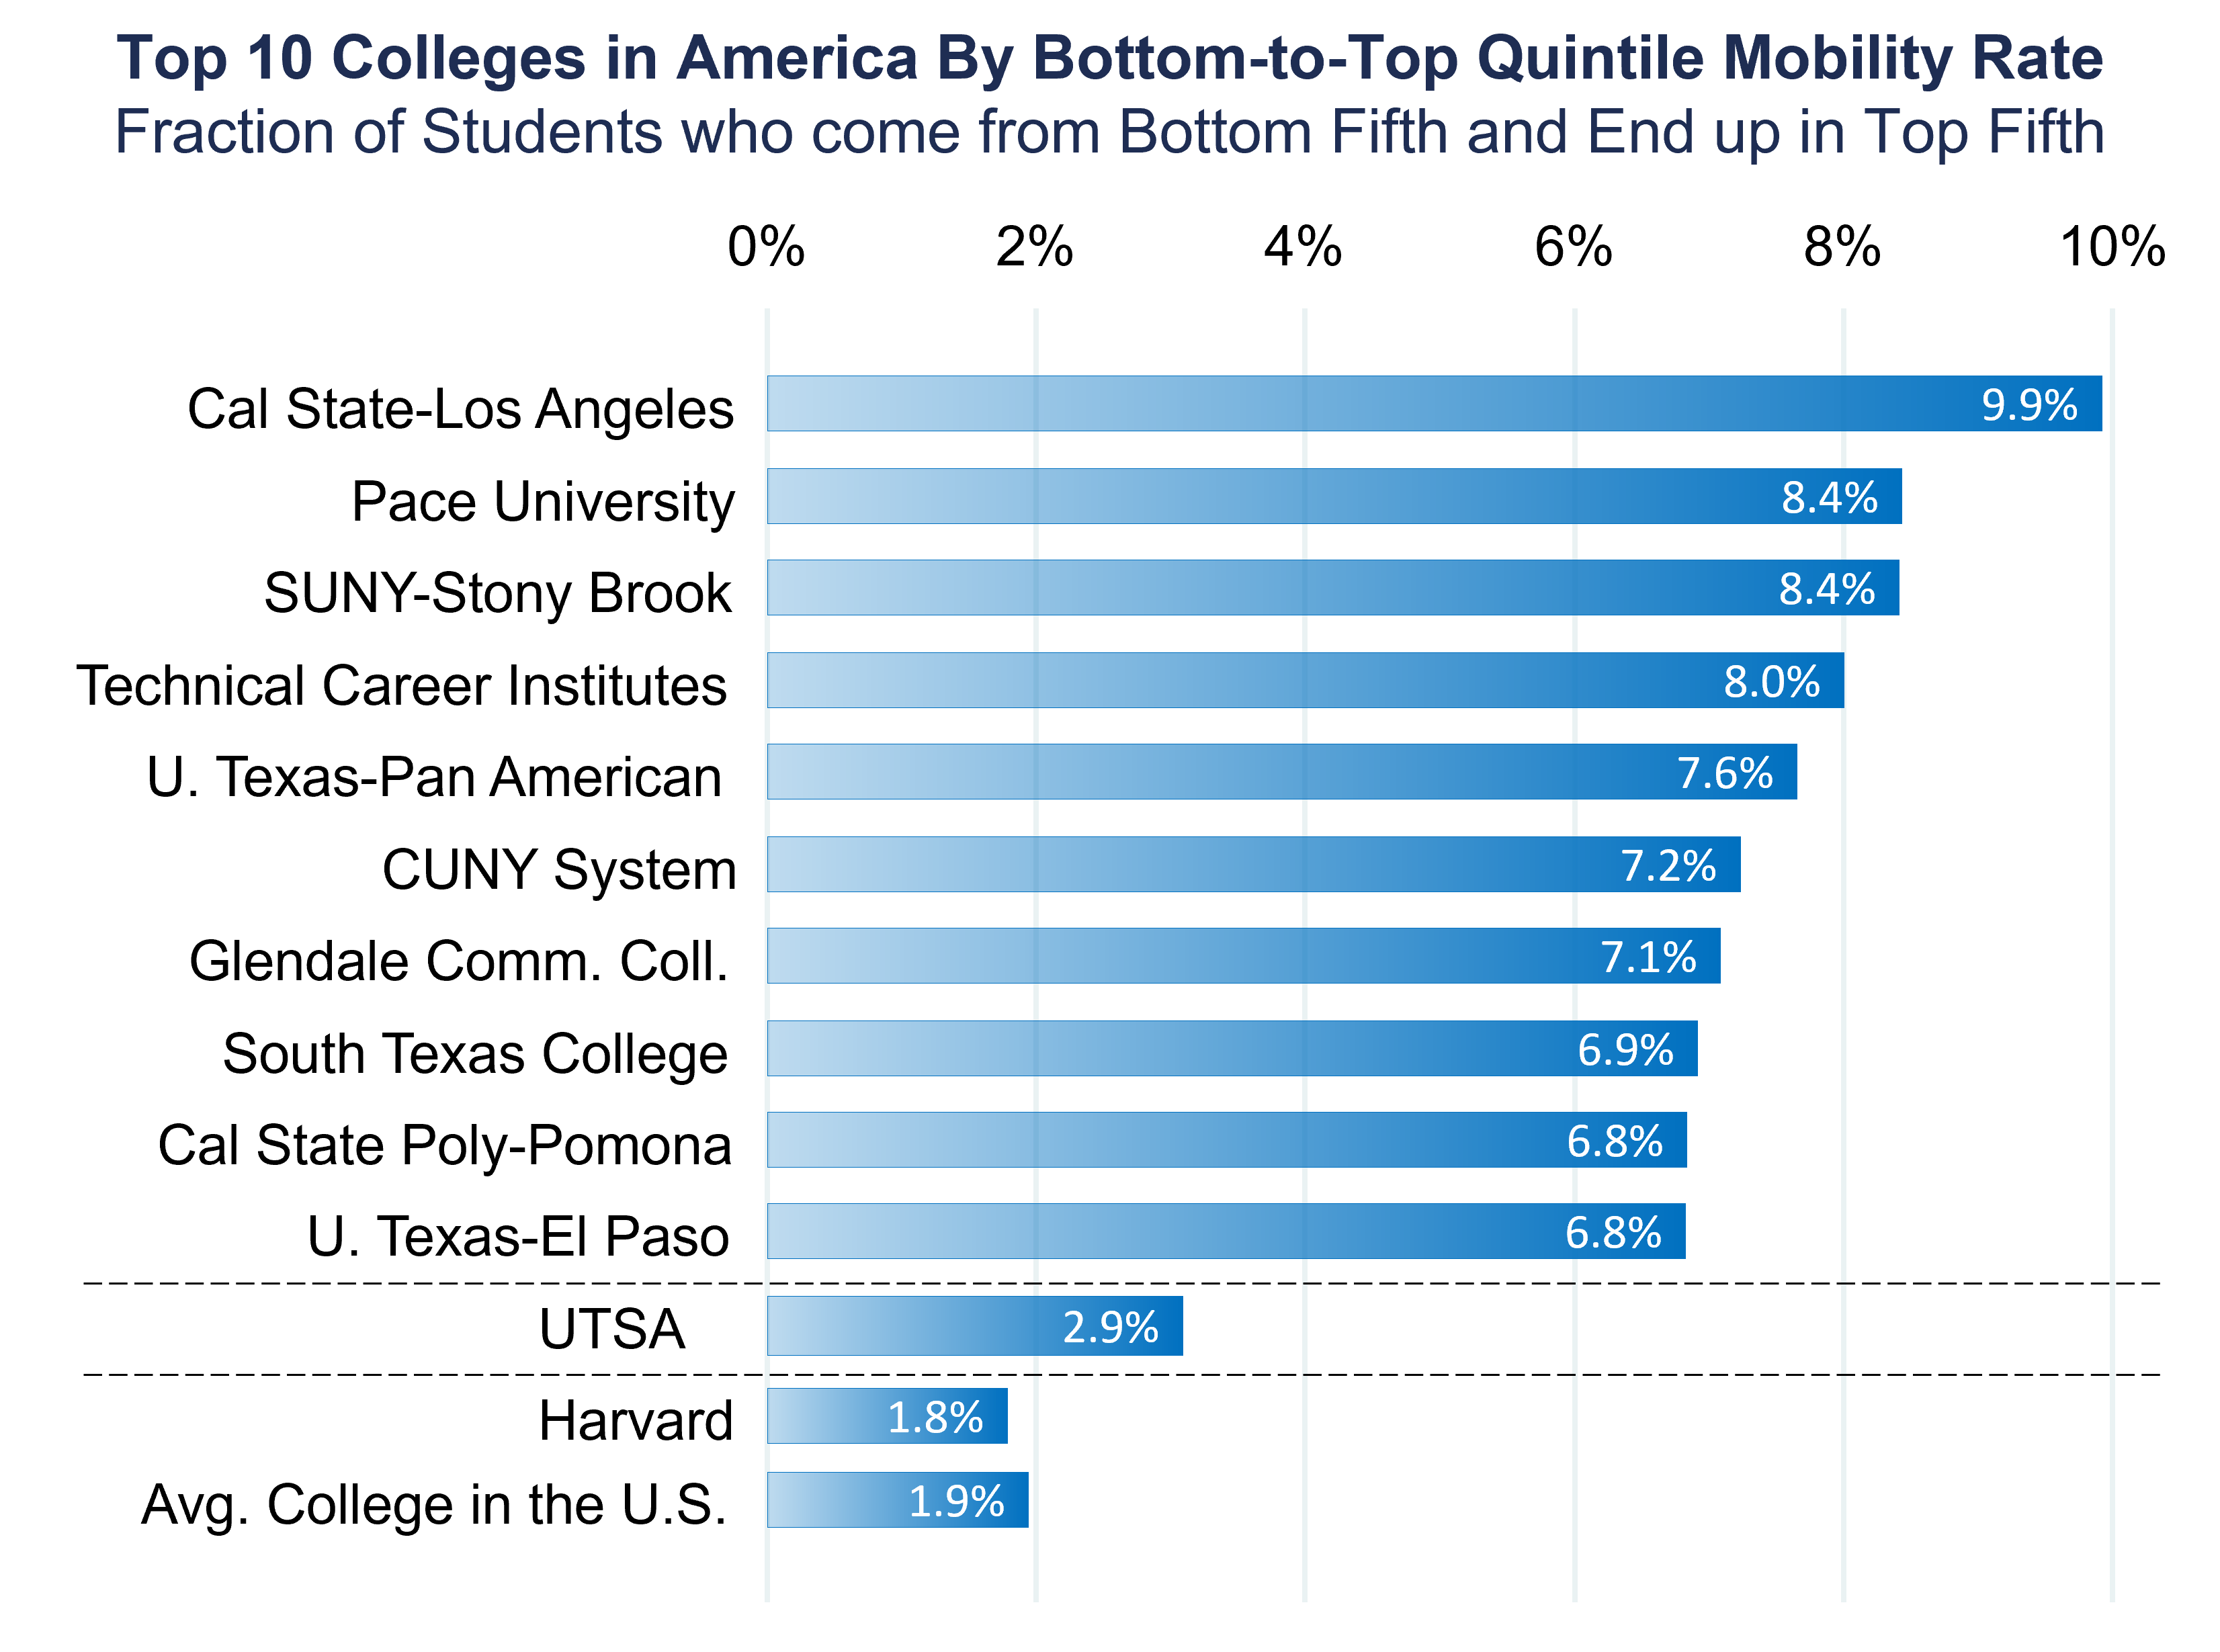 Top 10 Colleges in America By Bottom-to-Top Quintile Mobility Rate
Fraction of Students who come from Bottom Fifth and End up in Top Fifth
0% 2% 4% 6% 8% 10%
Cal State-Los Angeles 9.9%
Pace University 8.4%
SUNY-Stony Brook 8.4%
Technical Career Institutes 8.0%
U. Texas-Pan American 7.6%
CUNY System 7.2%
Glendale Comm. Coll. 7.1%
South Texas College 6.9%
Cal State Poly-Pomona 6.8%
U. Texas-El Paso 6.8%
UTSA 2.9%
Harvard 1.8%
Avg. College in the U.S. 1.9%